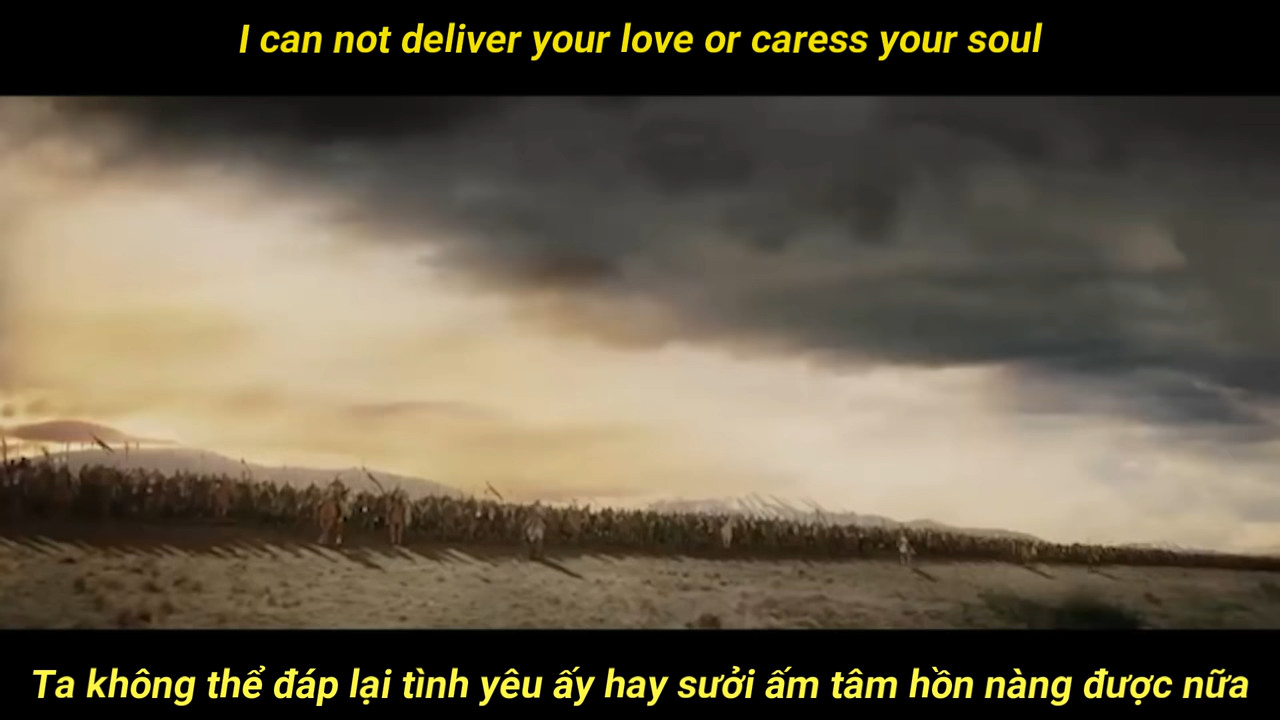 I can not deliver your love or caress your soul
Ta không thể đáp lại tình yêu ấy hay sưởi ấm tâm hồn nàng được nữa